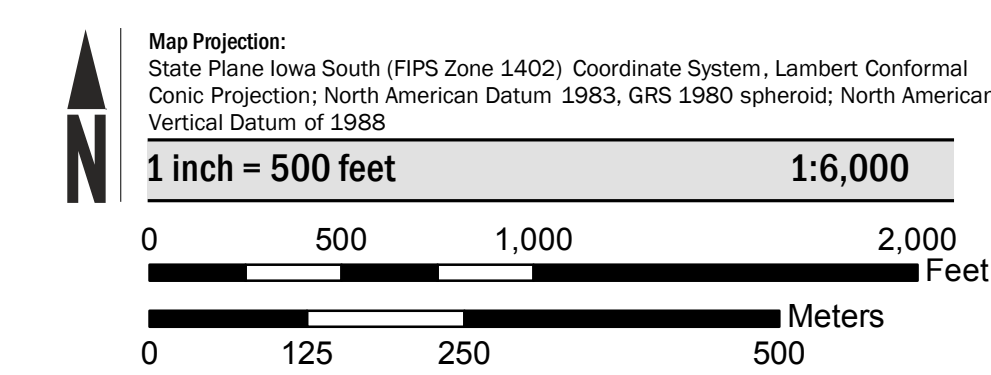 Map Projection:
State Plane Iowa South (FIPS Zone 1402) Coordinate System, Lambert Conformal
Conic Projection; North American Datum 1983, GRS 1980 spheroid; North American
Vertical Datum of 1988
N
1 inch = 500 feet 1:6,000
0 500 1,000 2,000
Feet
Meters
0 125 250 500